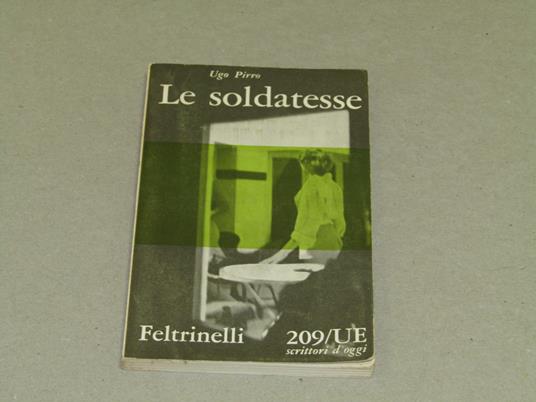 Ugo Pirro
Le soldatesse
Feltrinelli 209/UE
scrittori d'oggi